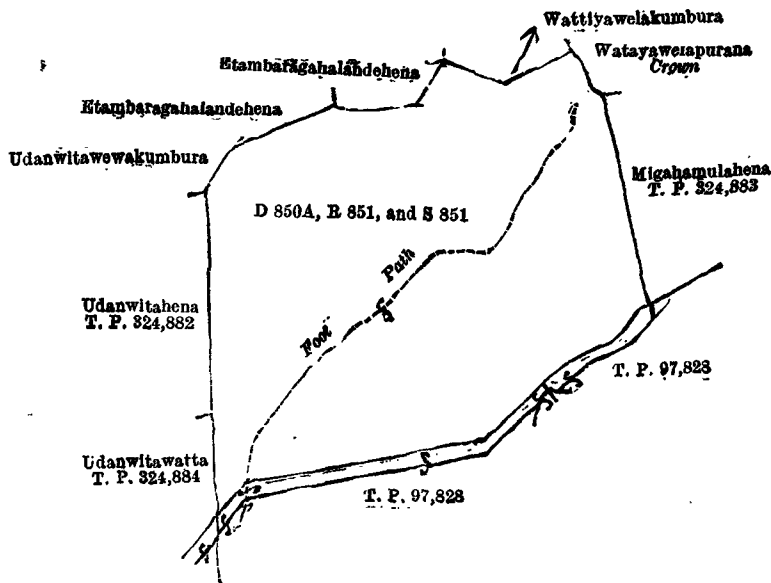 Wattiyawelakumbura
Watayawelapurana
Crown
Etambaragahalandehena
Etambaragahalandehena
Udanwitawewakumbura
Migahamulahena
T. P. 324,883
D 850A, R 851, and S 851
Foot Path
Udanwitahena
T. P. 324,882
T. P. 97,828
Udanwitawatta
T. P. 324,884
T. P. 97,828